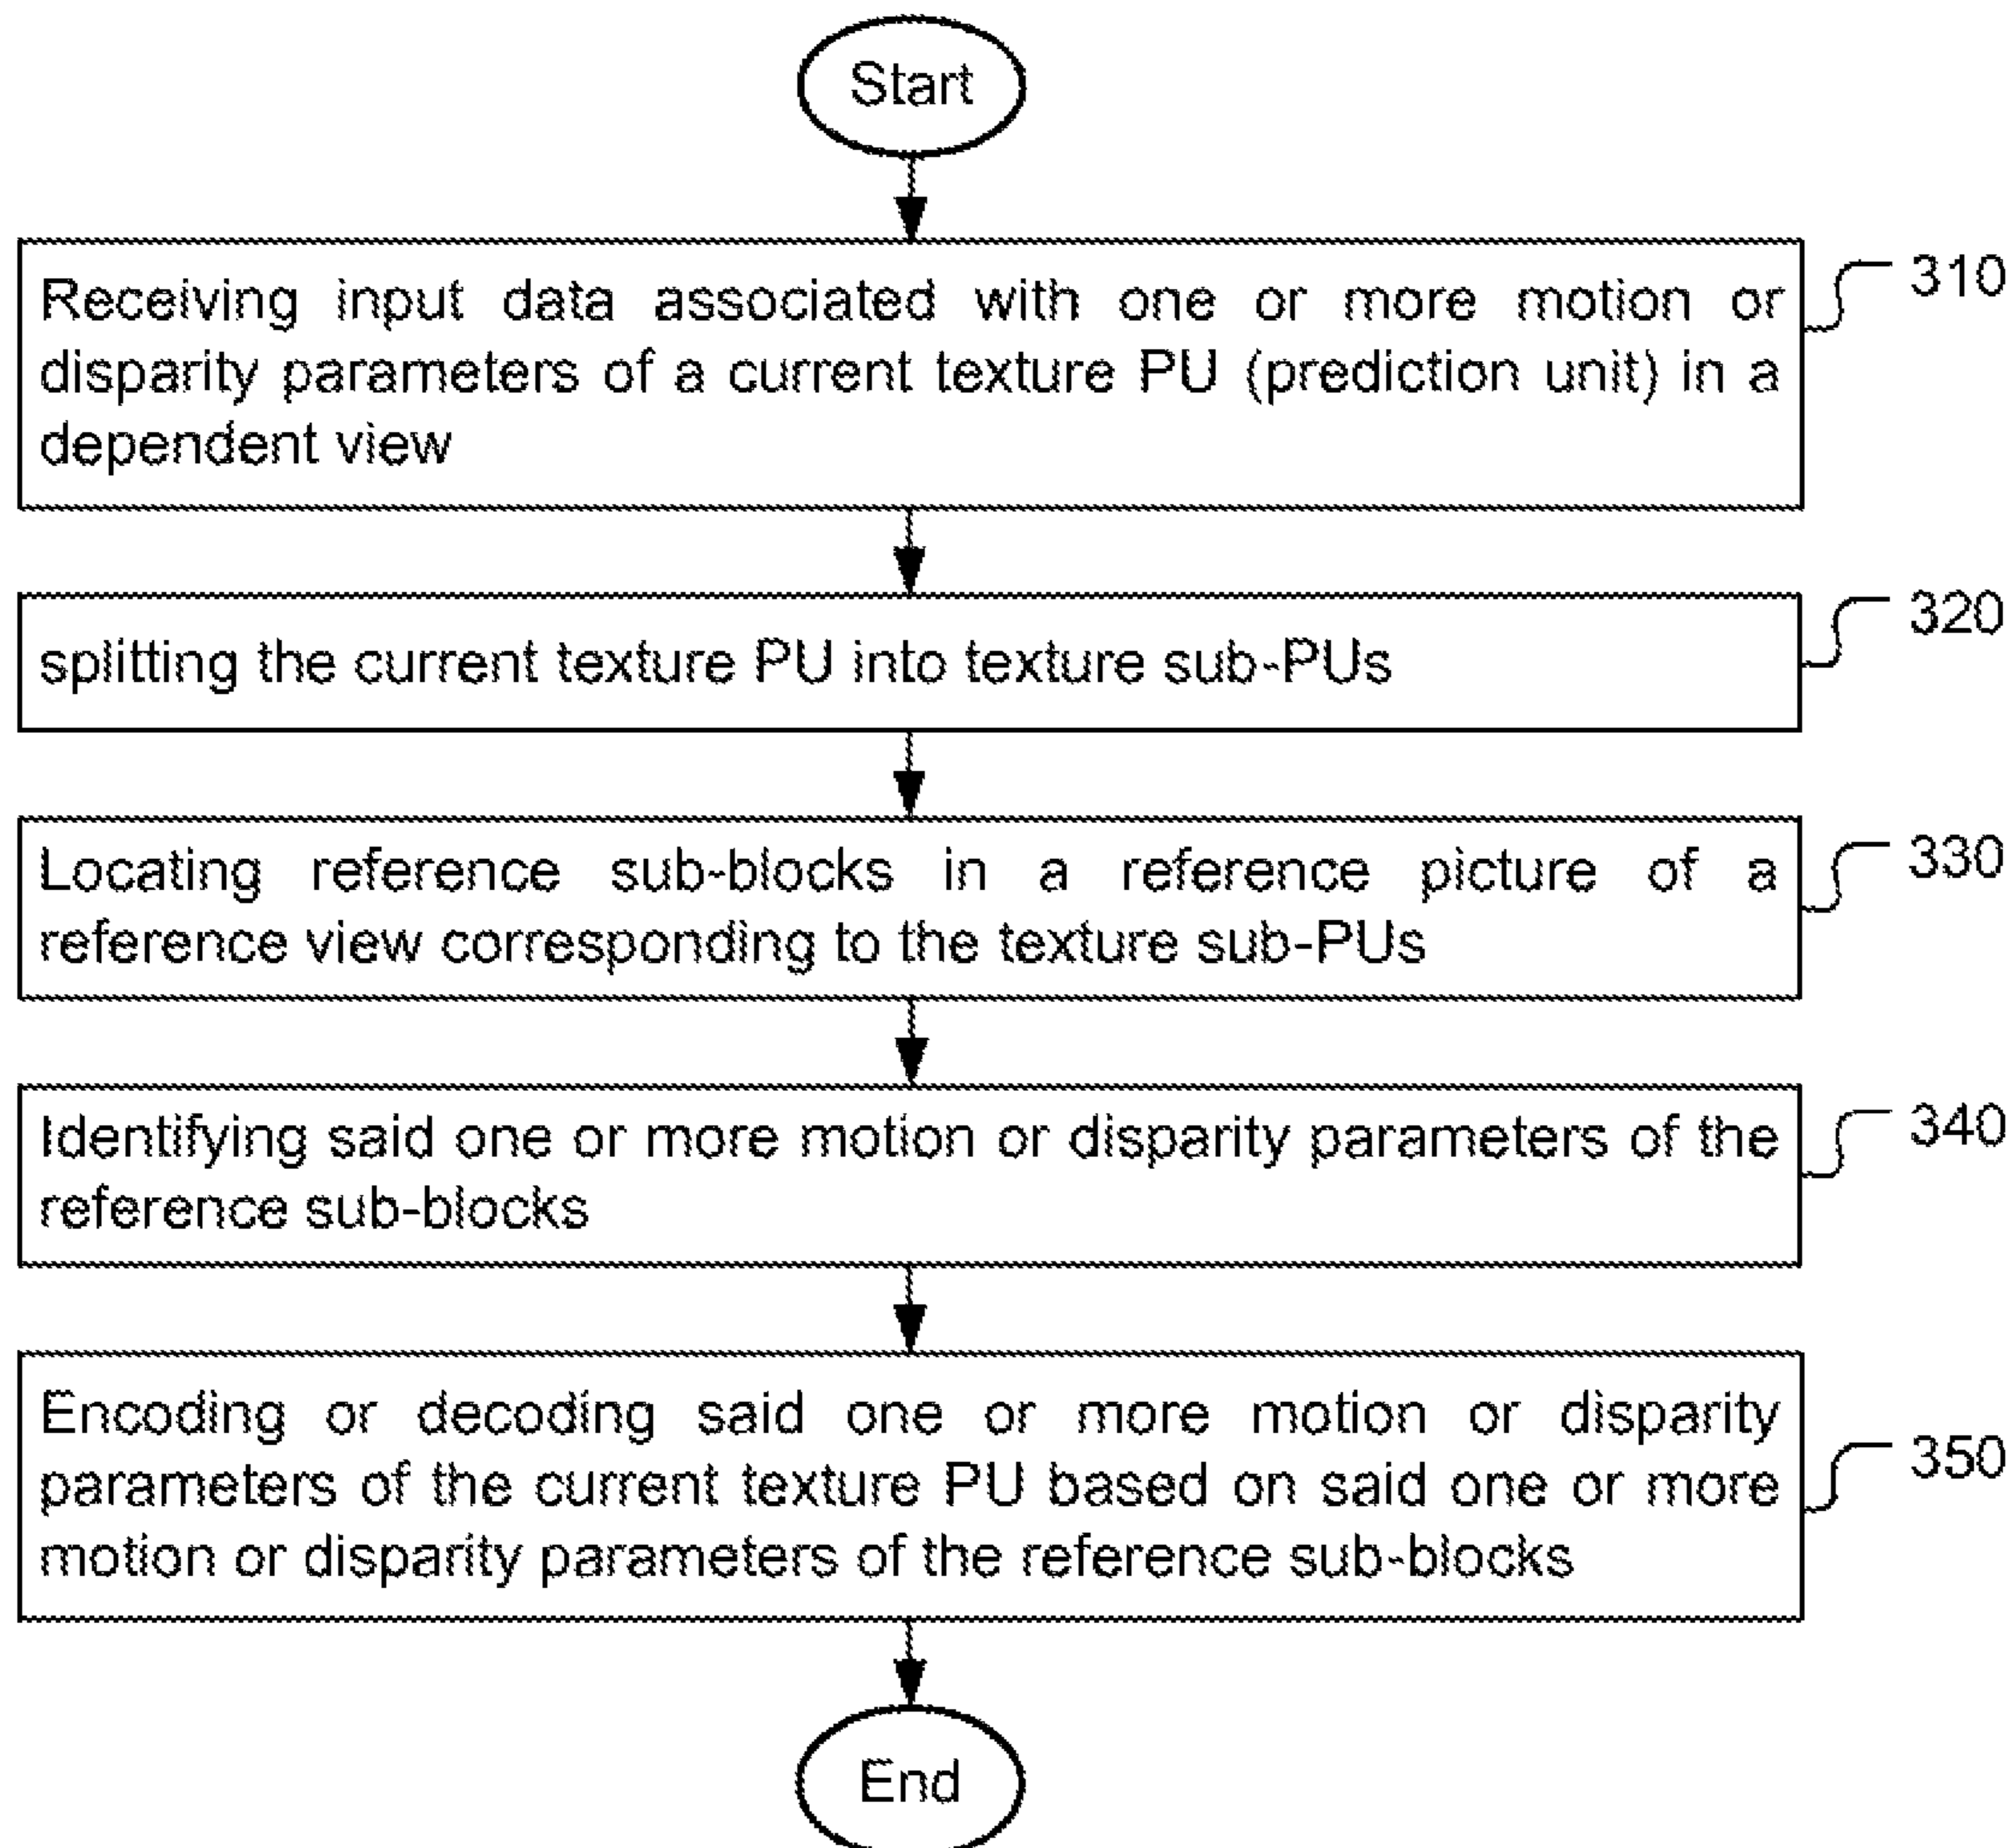 Start
Receiving input data associated with one or more motion or
disparity parameters of a current texture PU (prediction unit) in a
dependent view
310
splitting the current texture PU into texture sub-PUs
320
Locating reference sub-blocks in a reference picture of a
reference view corresponding to the texture sub-PUs
330
Identifying said one or more motion or disparity parameters of the
reference sub-blocks
340
Encoding or decoding said one or more motion or disparity
parameters of the current texture PU based on said one or more
motion or disparity parameters of the reference sub-blocks
350
End